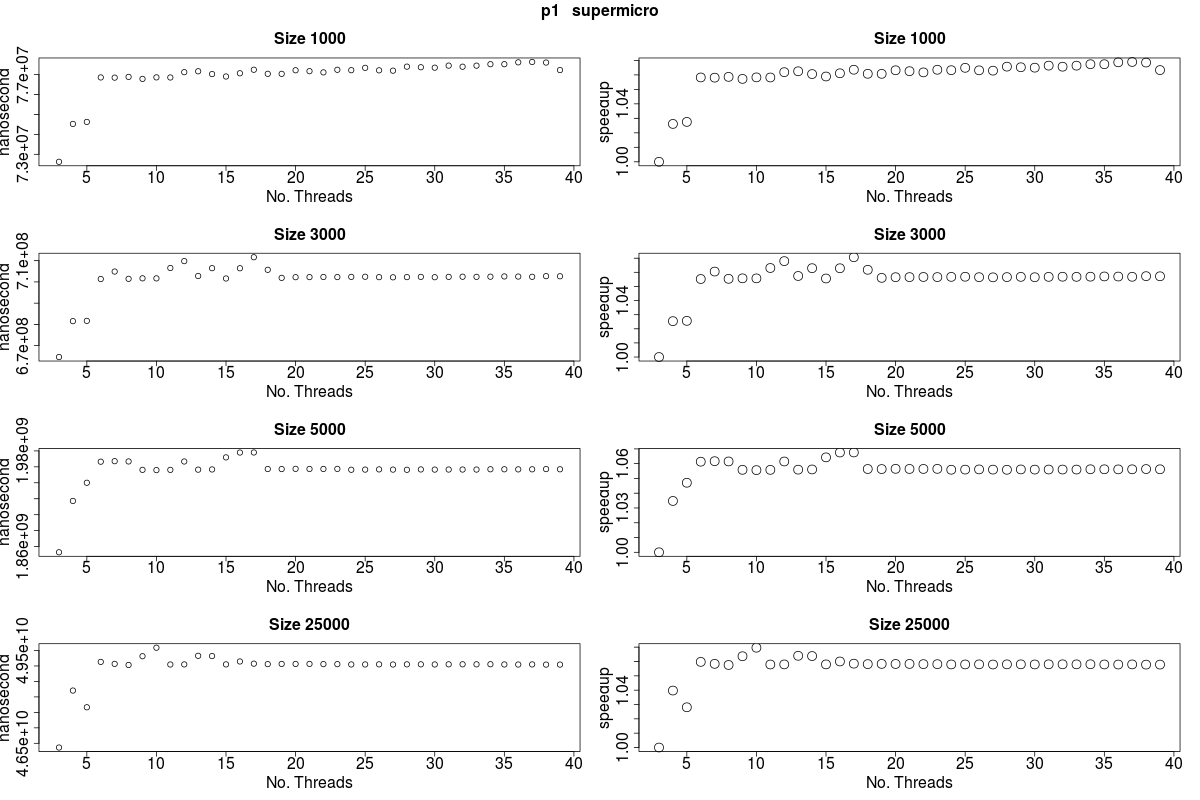 p1 supermicro
Size 1000
nanosecond
7.3e+07 7.7e+07
5 10 15 20 25 30 35 40
No. Threads
Size 1000
speedup
1.00 1.04
5 10 15 20 25 30 35 40
No. Threads
Size 3000
nanosecond
6.7e+08 7.1e+08
5 10 15 20 25 30 35 40
No. Threads
Size 3000
speedup
1.00 1.04
5 10 15 20 25 30 35 40
No. Threads
Size 5000
nanosecond
1.86e+09 1.98e+09
5 10 15 20 25 30 35 40
No. Threads
Size 5000
speedup
1.00 1.03 1.06
5 10 15 20 25 30 35 40
No. Threads
Size 25000
nanosecond
4.65e+10 4.95e+10
5 10 15 20 25 30 35 40
No. Threads
Size 25000
speedup
1.00 1.04
5 10 15 20 25 30 35 40
No. Threads